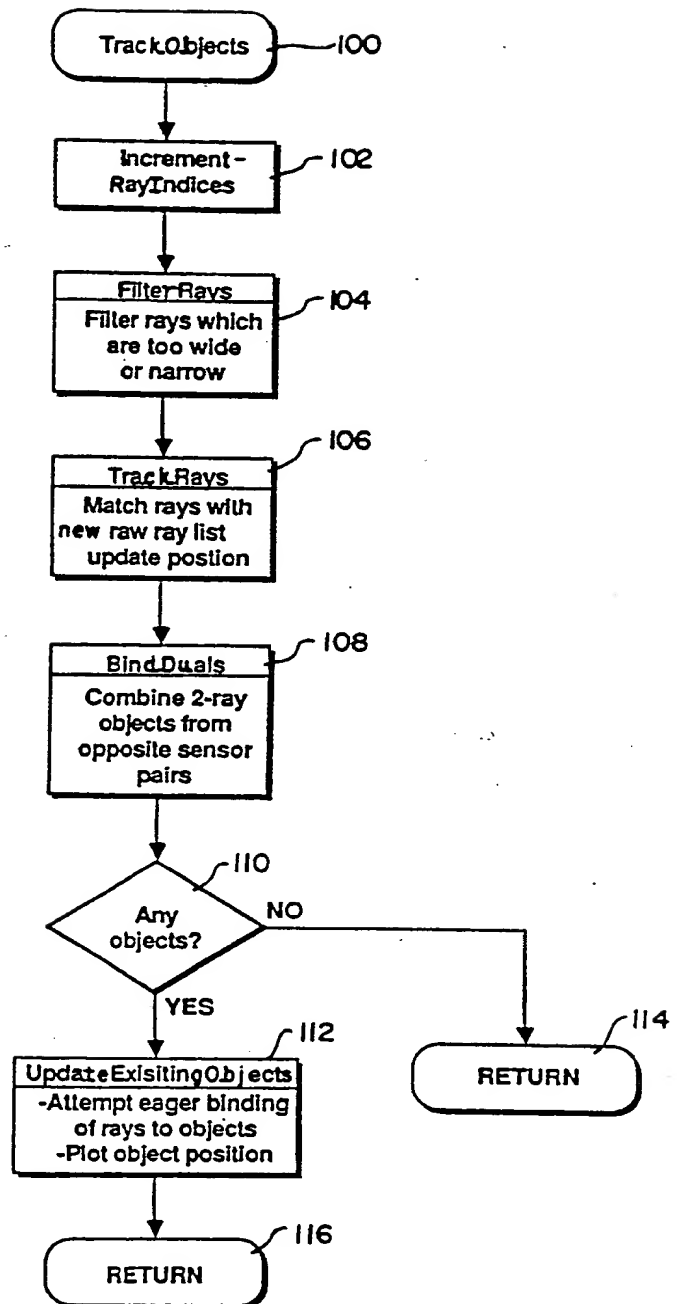 TrackObjects
100
Increment-
RayIndices
102
FilterRays
104
Filter rays which
are too wide
or narrow
106
TrackRays
Match rays with
new raw ray list
update postion
108
BindDuals
Combine 2-ray
objects from
opposite sensor
pairs
110
Any
objects?
NO
YES
112
UpdateExisitingObjects
-Attempt eager binding
of rays to objects
-Plot object position
114
RETURN
116
RETURN